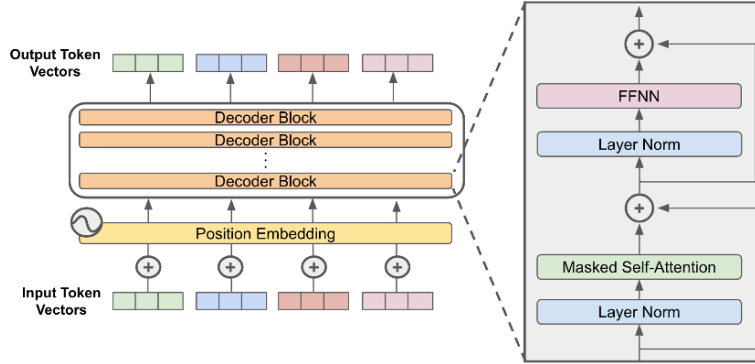 Output Token
Vectors
Decoder Block
Decoder Block
Decoder Block
Position Embedding
Input Token
Vectors
FFNN
Layer Norm
Masked Self-Attention
Layer Norm